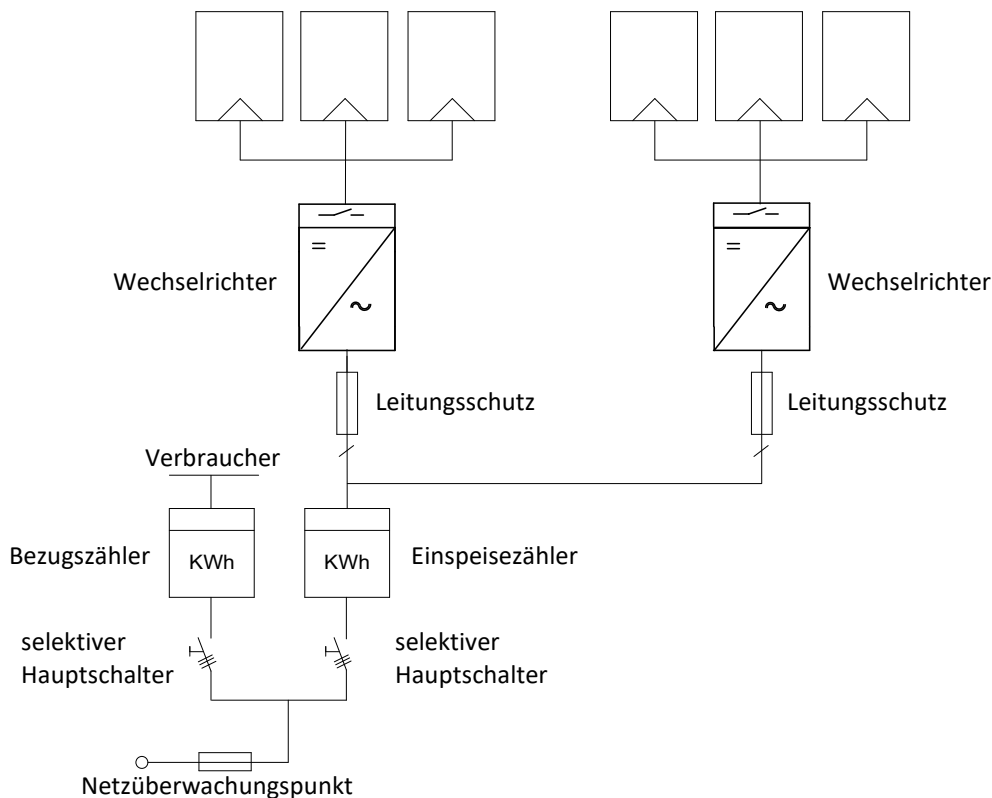 Wechselrichter
Wechselrichter
Leitungsschutz
Leitungsschutz
Verbraucher
Bezugszähler
KWh
KWh
Einspeisezähler
selektiver
Hauptschalter
selektiver
Hauptschalter
Netzüberwachungspunkt